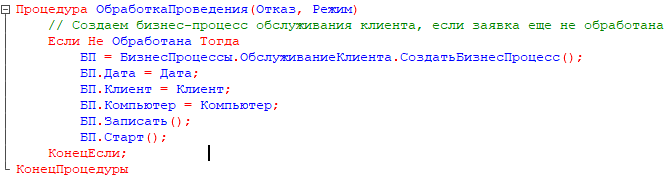 Процедура ОбработкаПроведения(Отказ, Режим)
// Создаем бизнес-процесс обслуживания клиента, если заявка еще не обработана
Если Не Обработана Тогда
БП = БизнесПроцессы.ОбслуживаниеКлиента.СоздатьБизнесПроцесс();
БП.Дата = Дата;
БП.Клиент = Клиент;
БП.Компьютер = Компьютер;
БП.Записать();
БП.Старт();
КонецЕсли;
КонецПроцедуры